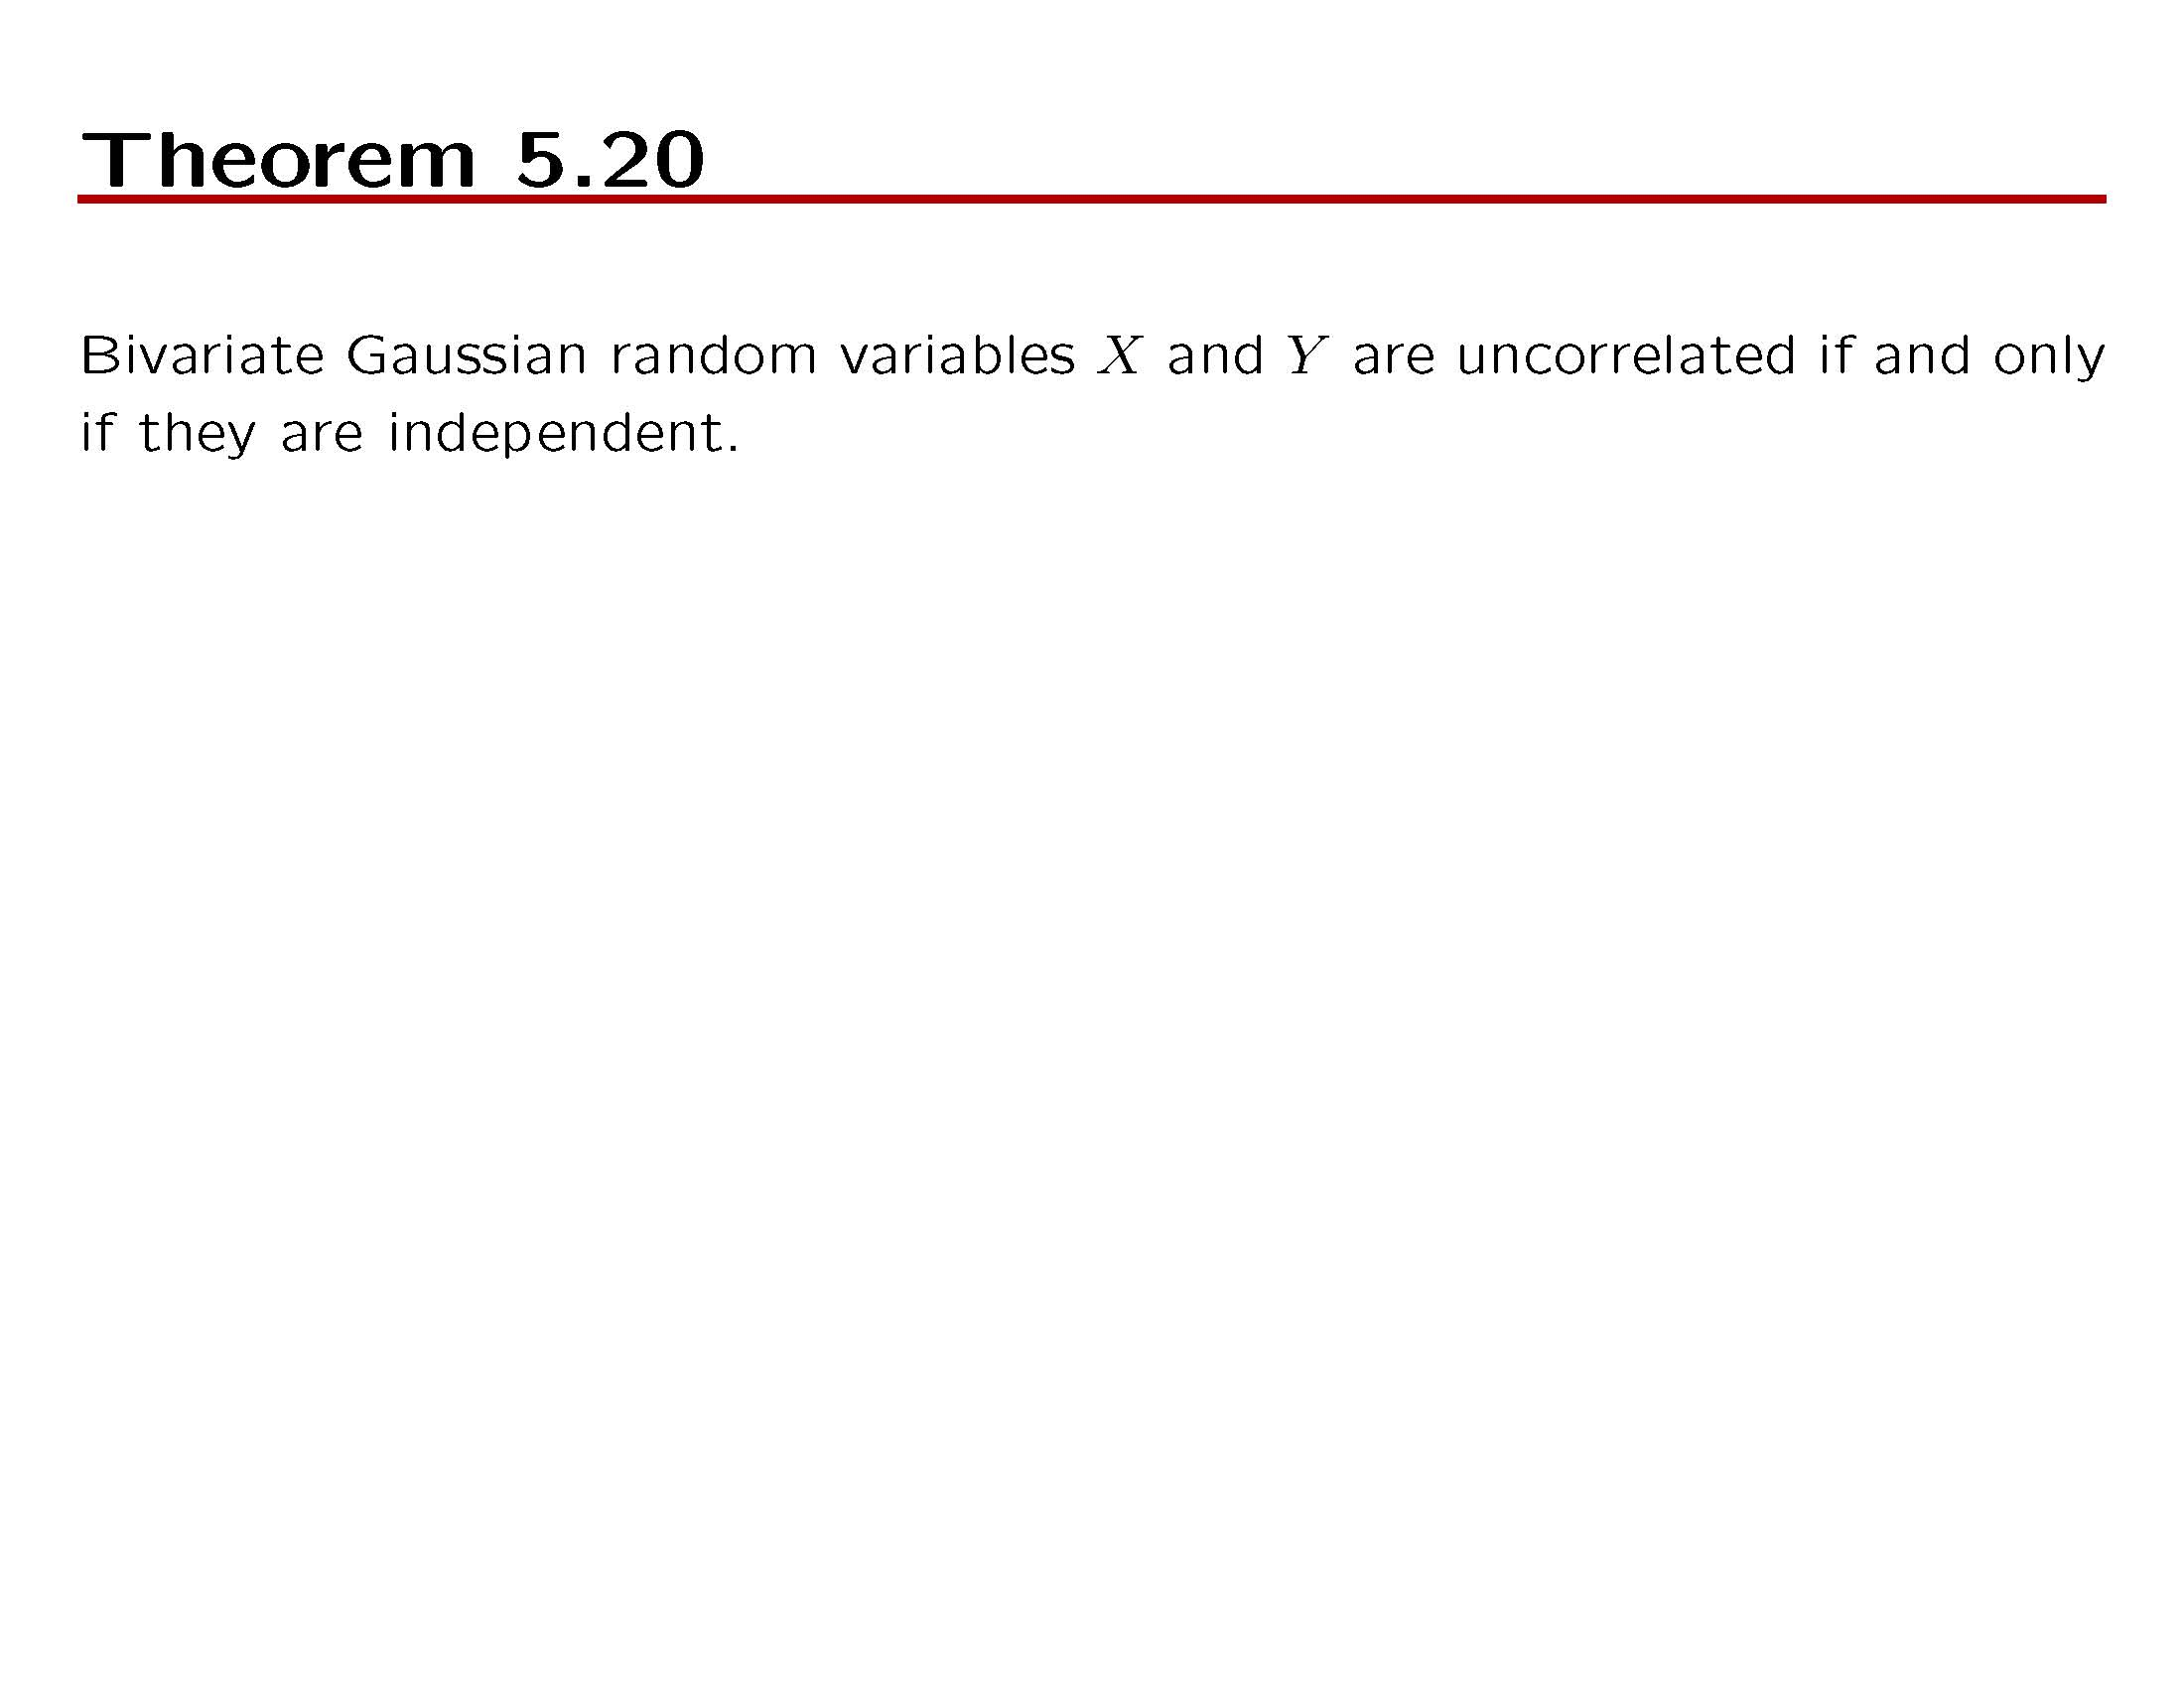 Theorem 5.20
Bivariate Gaussian random variables X and Y are uncorrelated if and only
if they are independent.